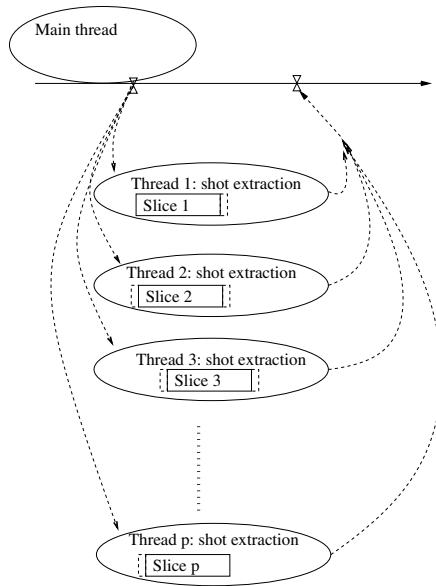 Main thread
Thread 1: shot extraction
Slice 1
Thread 2: shot extraction
Slice 2
Thread 3: shot extraction
Slice 3
Thread p: shot extraction
Slice p